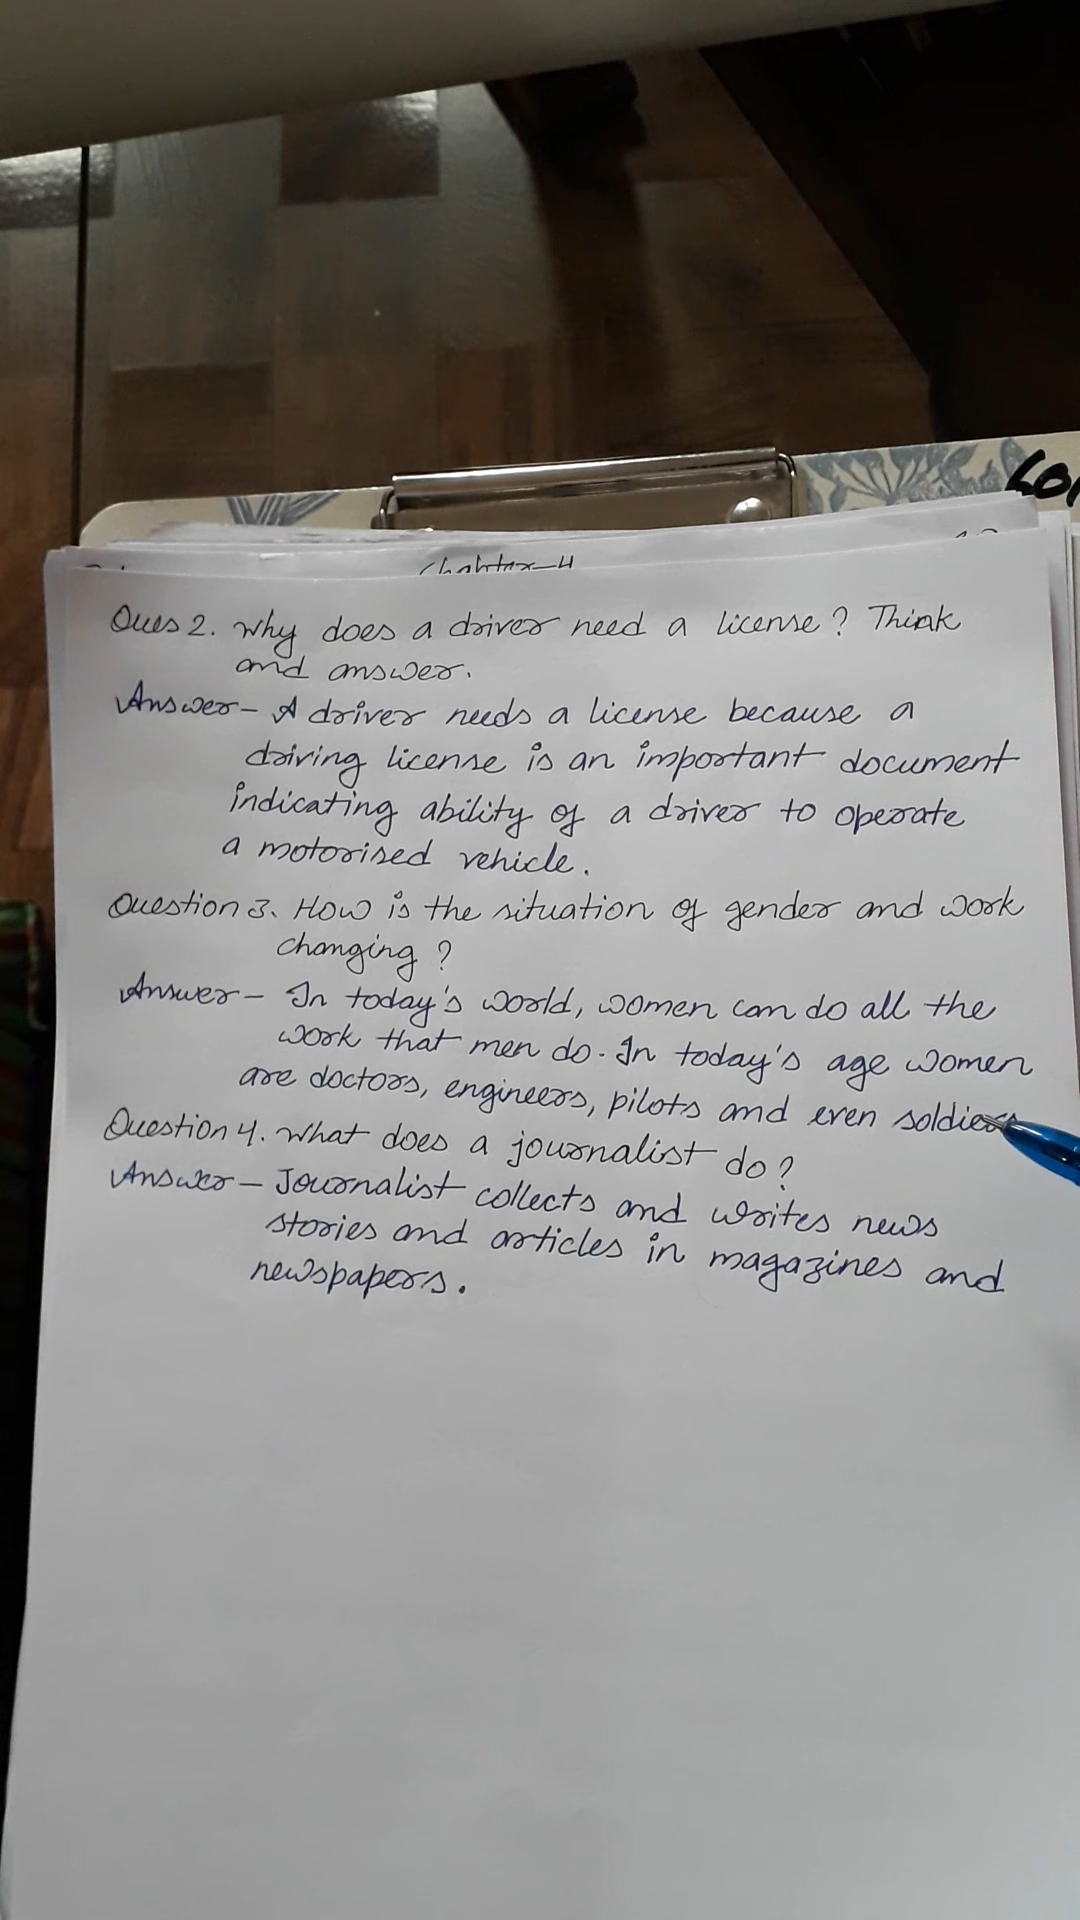 Chapter-4
Ques 2. Why does a driver need a license? Think
and answer.
Answer- A driver needs a license because a
driving license is an important document
indicating ability of a driver to operate
a motorised vehicle.
Question 3. How is the situation of gender and work
changing?
Answer- In today's world, women can do all the
work that men do. In today's age women
are doctors, engineers, pilots and even soldiers
Question 4. What does a journalist do?
Answer- Journalist collects and writes news
stories and articles in magazines and
newspapers.